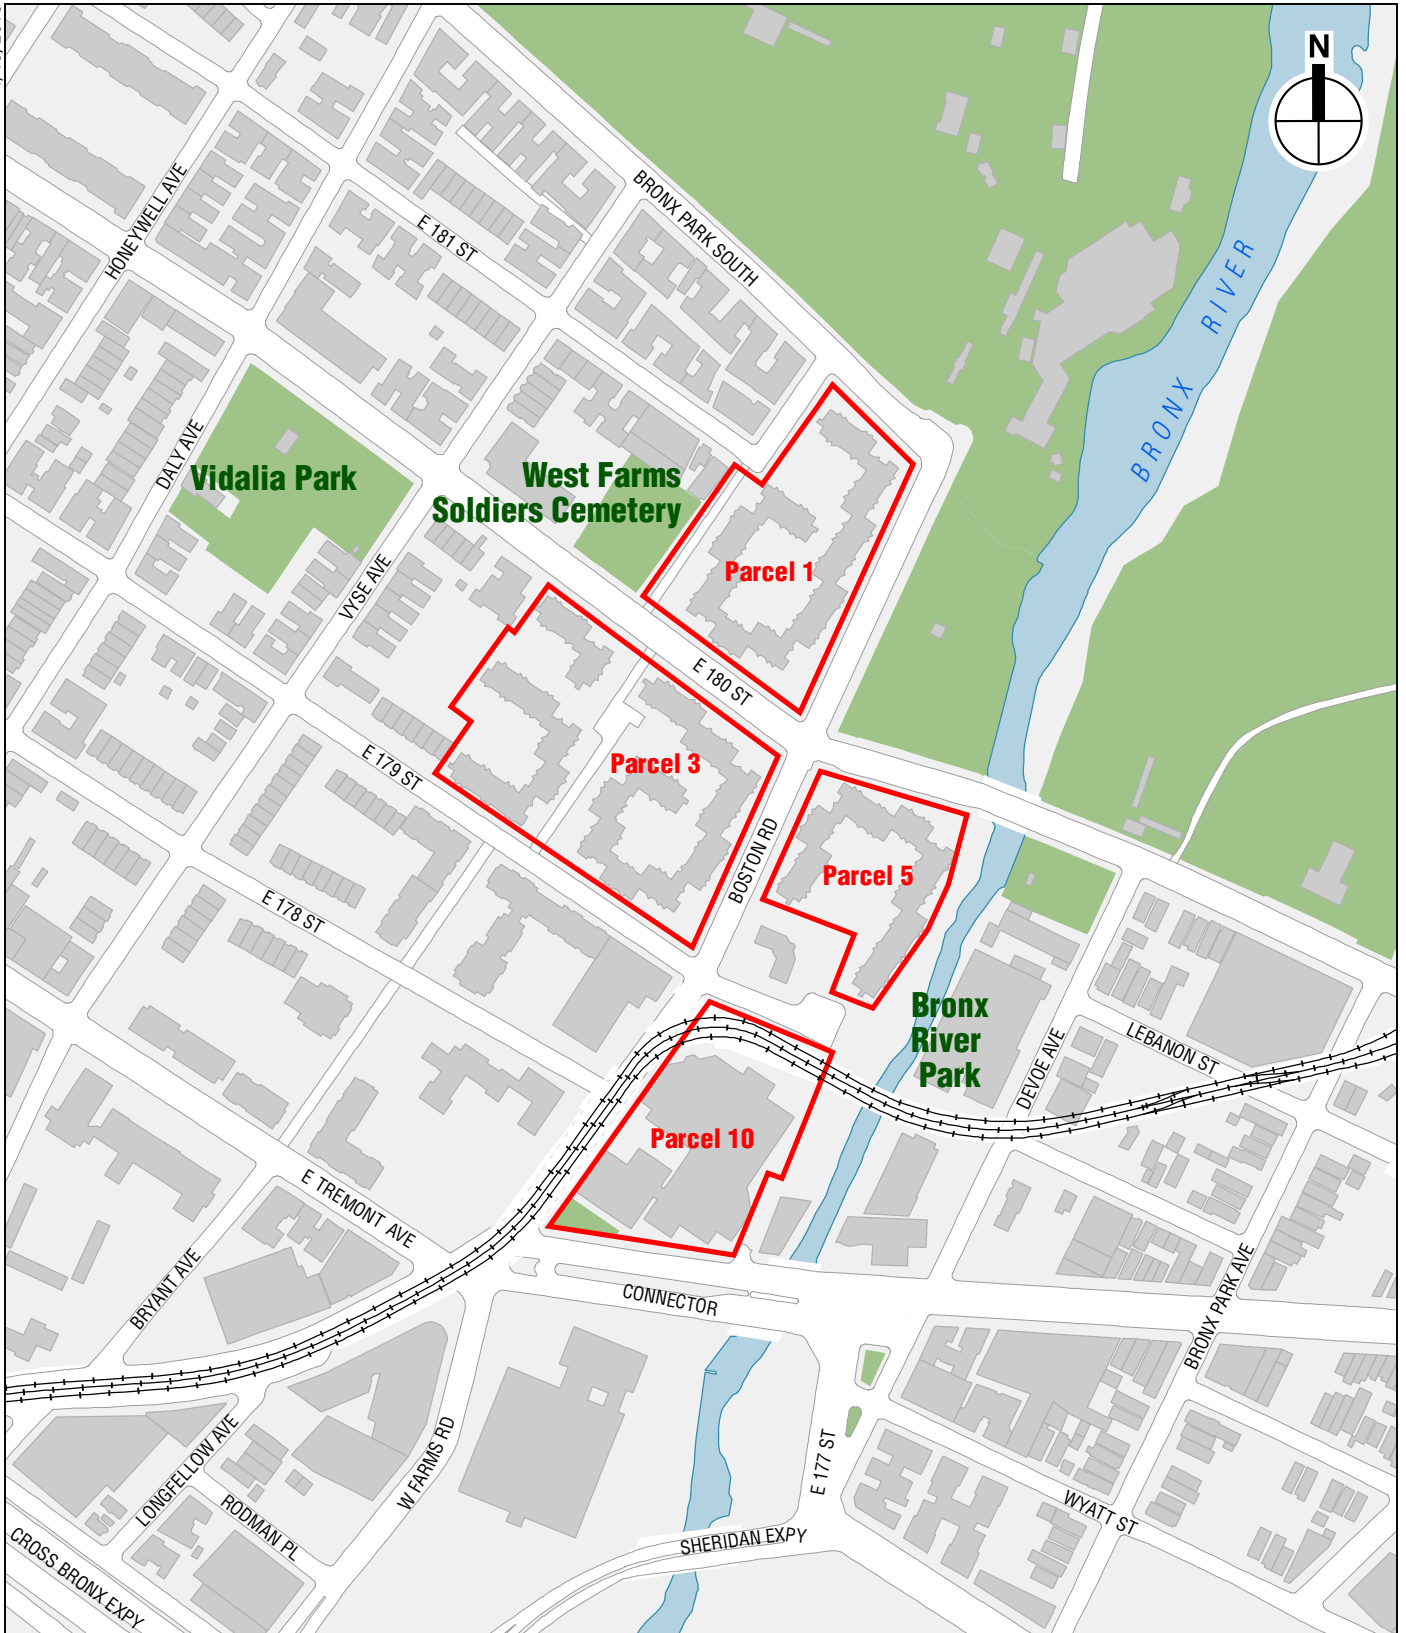 N
BRONX PARK SOUTH
HONEYWELL AVE
E 181 ST
BRONX RIVER
DALY AVE
Vidalia Park
West Farms
Soldiers Cemetery
VYSE AVE
Parcel 1
E 180 ST
Parcel 3
E 179 ST
BOSTON RD
Parcel 5
E 178 ST
Bronx
River
Park
DEVOE AVE
LEBANON ST
Parcel 10
E TREMONT AVE
BRYANT AVE
CONNECTOR
BRONX PARK AVE
LONGFELLOW AVE
W FARMS RD
E 177 ST
RODMAN PL
WYATT ST
SHERIDAN EXPY
CROSS BRONX EXPY